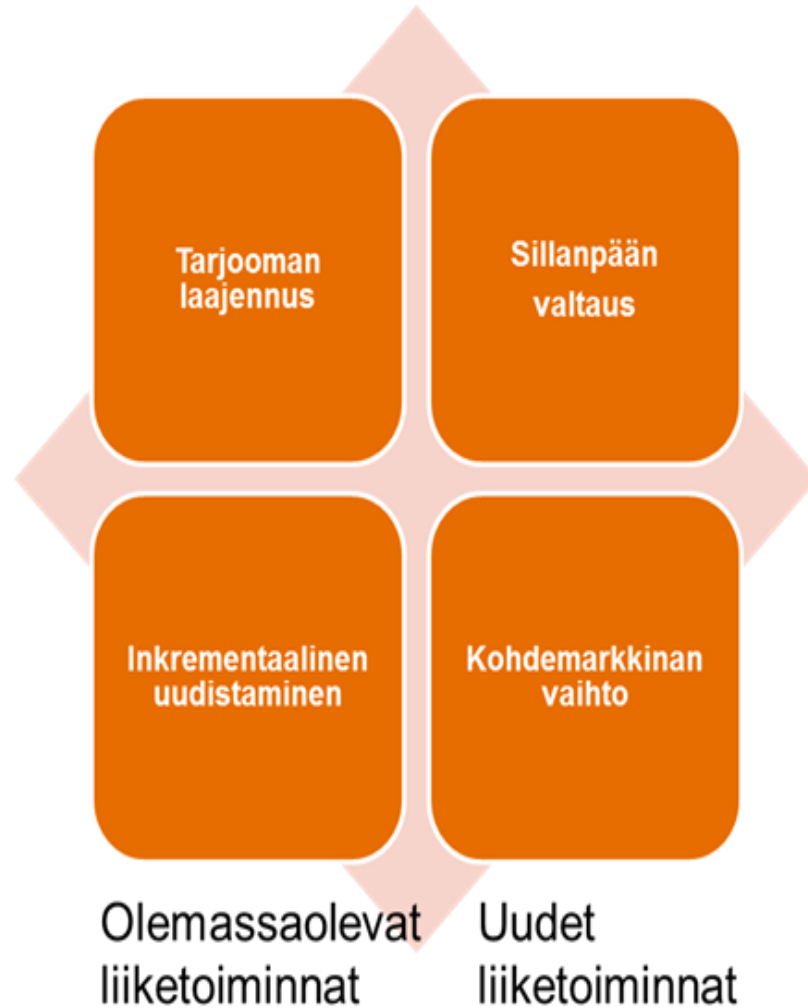 Tarjooman
laajennus
Sillanpään
valtaus
Inkrementaalinen
uudistaminen
Kohdemarkkinan
vaihto
Olemassaolevat
liiketoiminnat
Uudet
liiketoiminnat